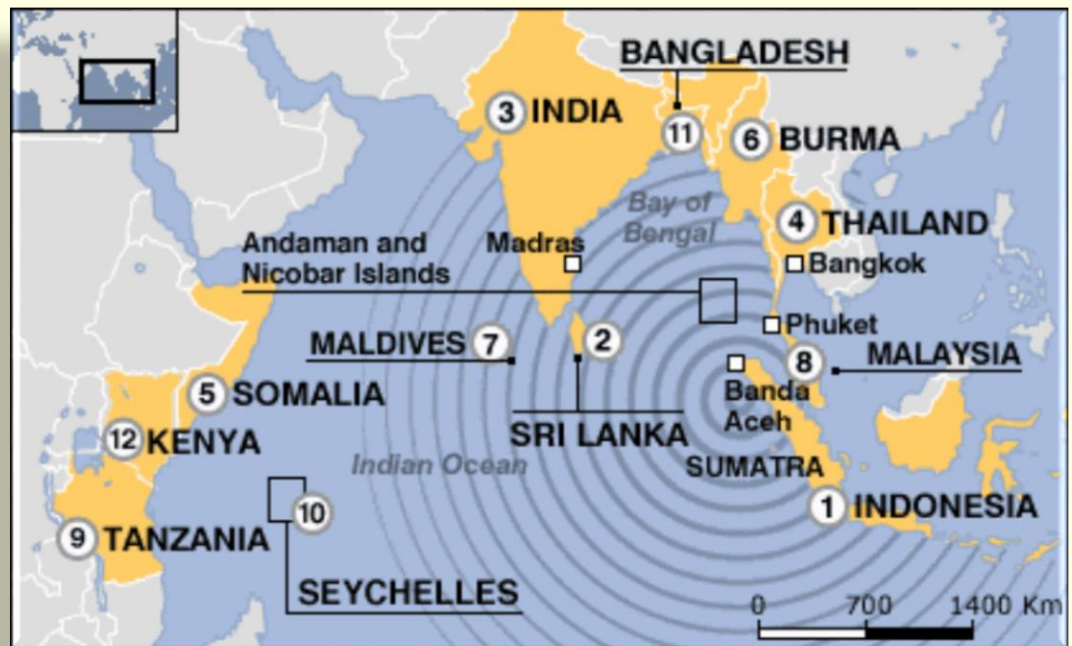 BANGLADESH
3 INDIA
11
6 BURMA
Bay of
Bengal
4 THAILAND
Andaman and
Nicobar Islands
Madras
Bangkok
Phuket
MALDIVES 7
2
8
MALAYSIA
Banda
Aceh
5 SOMALIA
SRI LANKA
12 KENYA
Indian Ocean
SUMATRA
10
1 INDONESIA
9 TANZANIA
SEYCHELLES
0 700 1400 Km